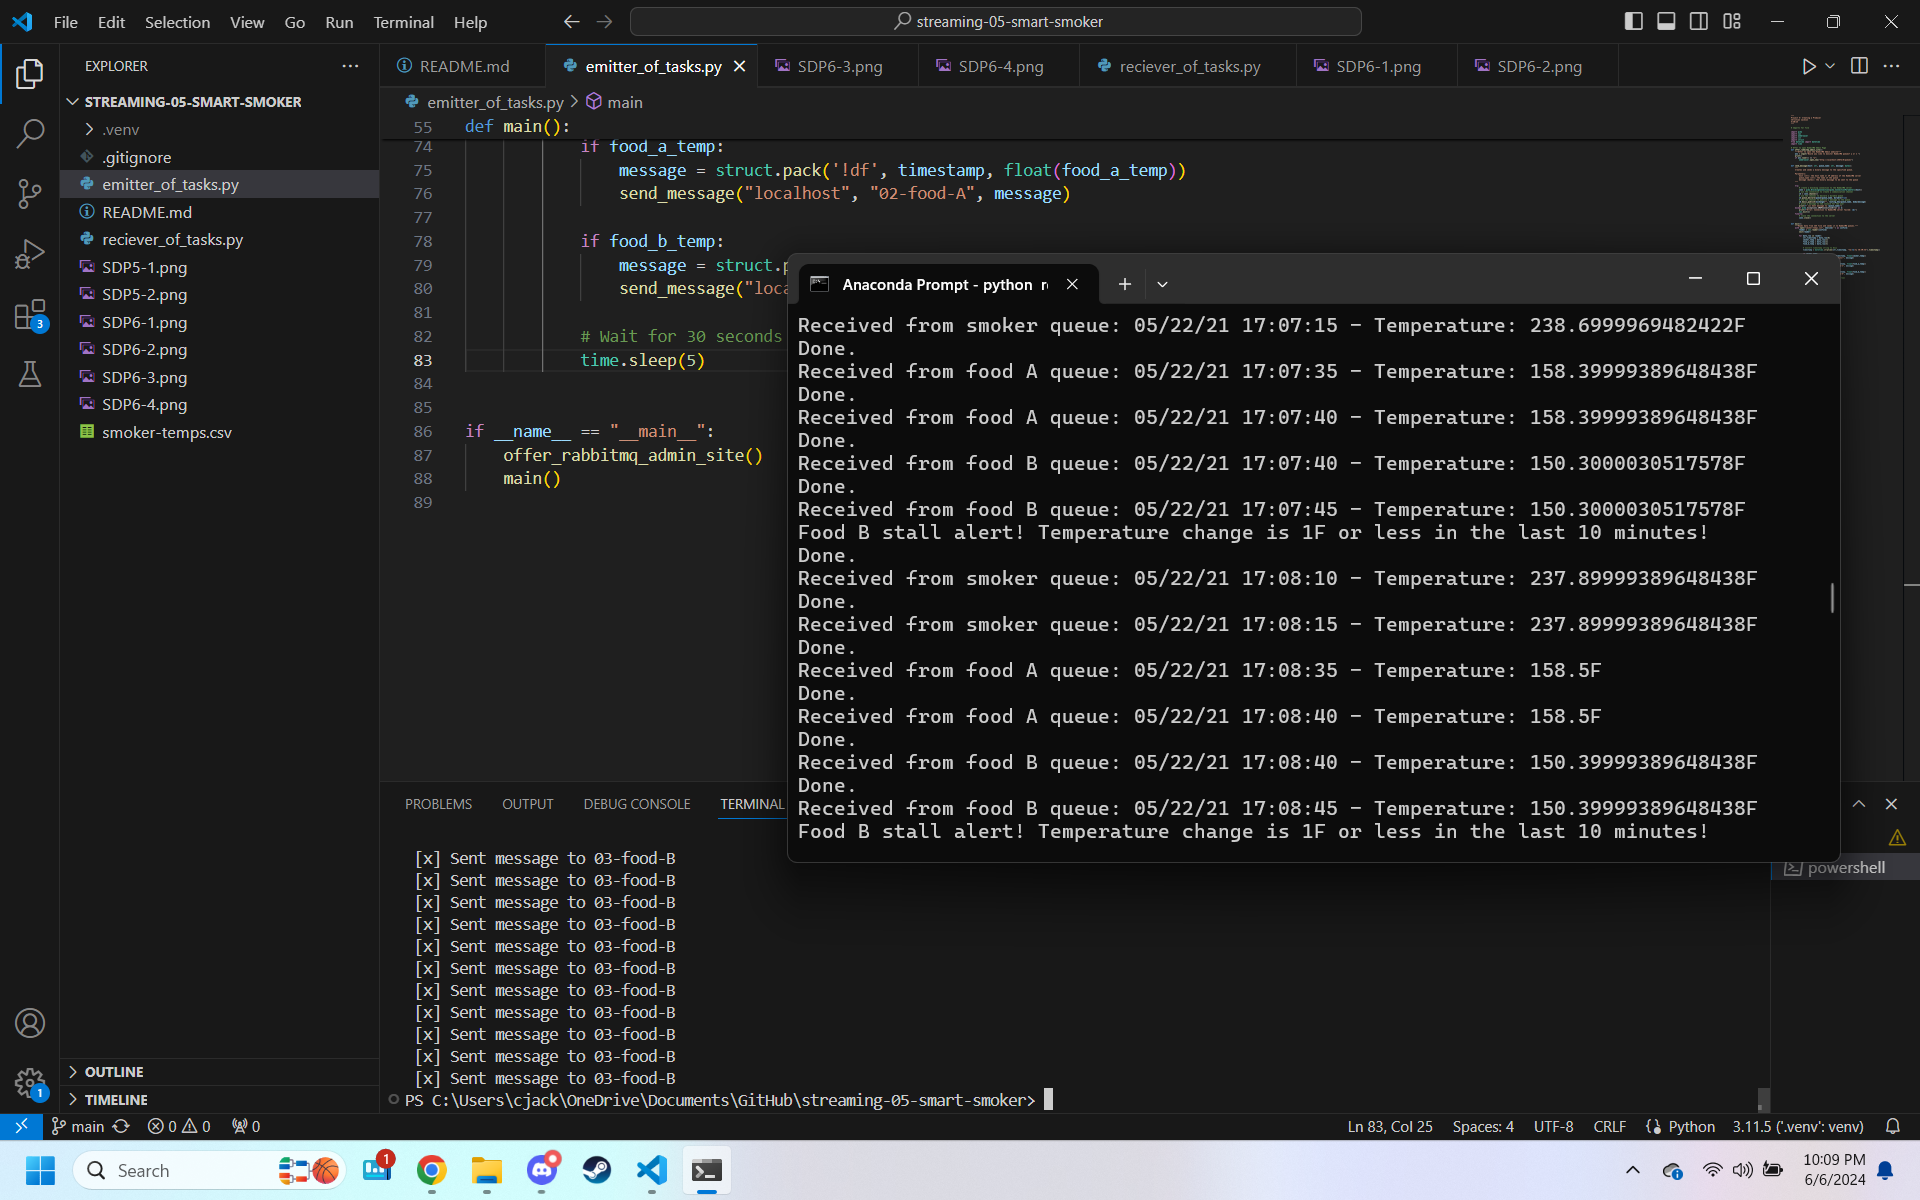 File Edit Selection View Go Run Terminal Help
streaming-05-smart-smoker
EXPLORER
README.md
emitter_of_tasks.py
SDP6-3.png
SDP6-4.png
reciever_of_tasks.py
SDP6-1.png
SDP6-2.png
STREAMING-05-SMART-SMOKER
.venv
.gitignore
emitter_of_tasks.py
README.md
reciever_of_tasks.py
SDP5-1.png
SDP5-2.png
SDP6-1.png
SDP6-2.png
SDP6-3.png
SDP6-4.png
smoker-temps.csv
3
OUTLINE
TIMELINE
1
emitter_of_tasks.py > main
55 def main():
74 if food_a_temp:
75 message = struct.pack('!df', timestamp, float(food_a_temp))
76 send_message("localhost", "02-food-A", message)
77
78 if food_b_temp:
79 message = struct.p
80 send_message("loca
81
82 # Wait for 30 seconds
83 time.sleep(5)
84
85
86 if __name__ == "__main__":
87 offer_rabbitmq_admin_site()
88 main()
89
Anaconda Prompt - python re
Received from smoker queue: 05/22/21 17:07:15 - Temperature: 238.6999969482422F
Done.
Received from food A queue: 05/22/21 17:07:35 - Temperature: 158.39999389648438F
Done.
Received from food A queue: 05/22/21 17:07:40 - Temperature: 158.39999389648438F
Done.
Received from food B queue: 05/22/21 17:07:40 - Temperature: 150.3000030517578F
Done.
Received from food B queue: 05/22/21 17:07:45 - Temperature: 150.3000030517578F
Food B stall alert! Temperature change is 1F or less in the last 10 minutes!
Done.
Received from smoker queue: 05/22/21 17:08:10 - Temperature: 237.89999389648438F
Done.
Received from smoker queue: 05/22/21 17:08:15 - Temperature: 237.89999389648438F
Done.
Received from food A queue: 05/22/21 17:08:35 - Temperature: 158.5F
Done.
Received from food A queue: 05/22/21 17:08:40 - Temperature: 158.5F
Done.
Received from food B queue: 05/22/21 17:08:40 - Temperature: 150.39999389648438F
Done.
Received from food B queue: 05/22/21 17:08:45 - Temperature: 150.39999389648438F
Food B stall alert! Temperature change is 1F or less in the last 10 minutes!
PROBLEMS OUTPUT DEBUG CONSOLE TERMINAL
powershell
[x] Sent message to 03-food-B
[x] Sent message to 03-food-B
[x] Sent message to 03-food-B
[x] Sent message to 03-food-B
[x] Sent message to 03-food-B
[x] Sent message to 03-food-B
[x] Sent message to 03-food-B
[x] Sent message to 03-food-B
[x] Sent message to 03-food-B
[x] Sent message to 03-food-B
[x] Sent message to 03-food-B
PS C:\Users\cjack\OneDrive\Documents\GitHub\streaming-05-smart-smoker>
main 0 0 0
Ln 83, Col 25 Spaces: 4 UTF-8 CRLF Python 3.11.5 ('.venv': venv)
Search
1
10:09 PM
6/6/2024